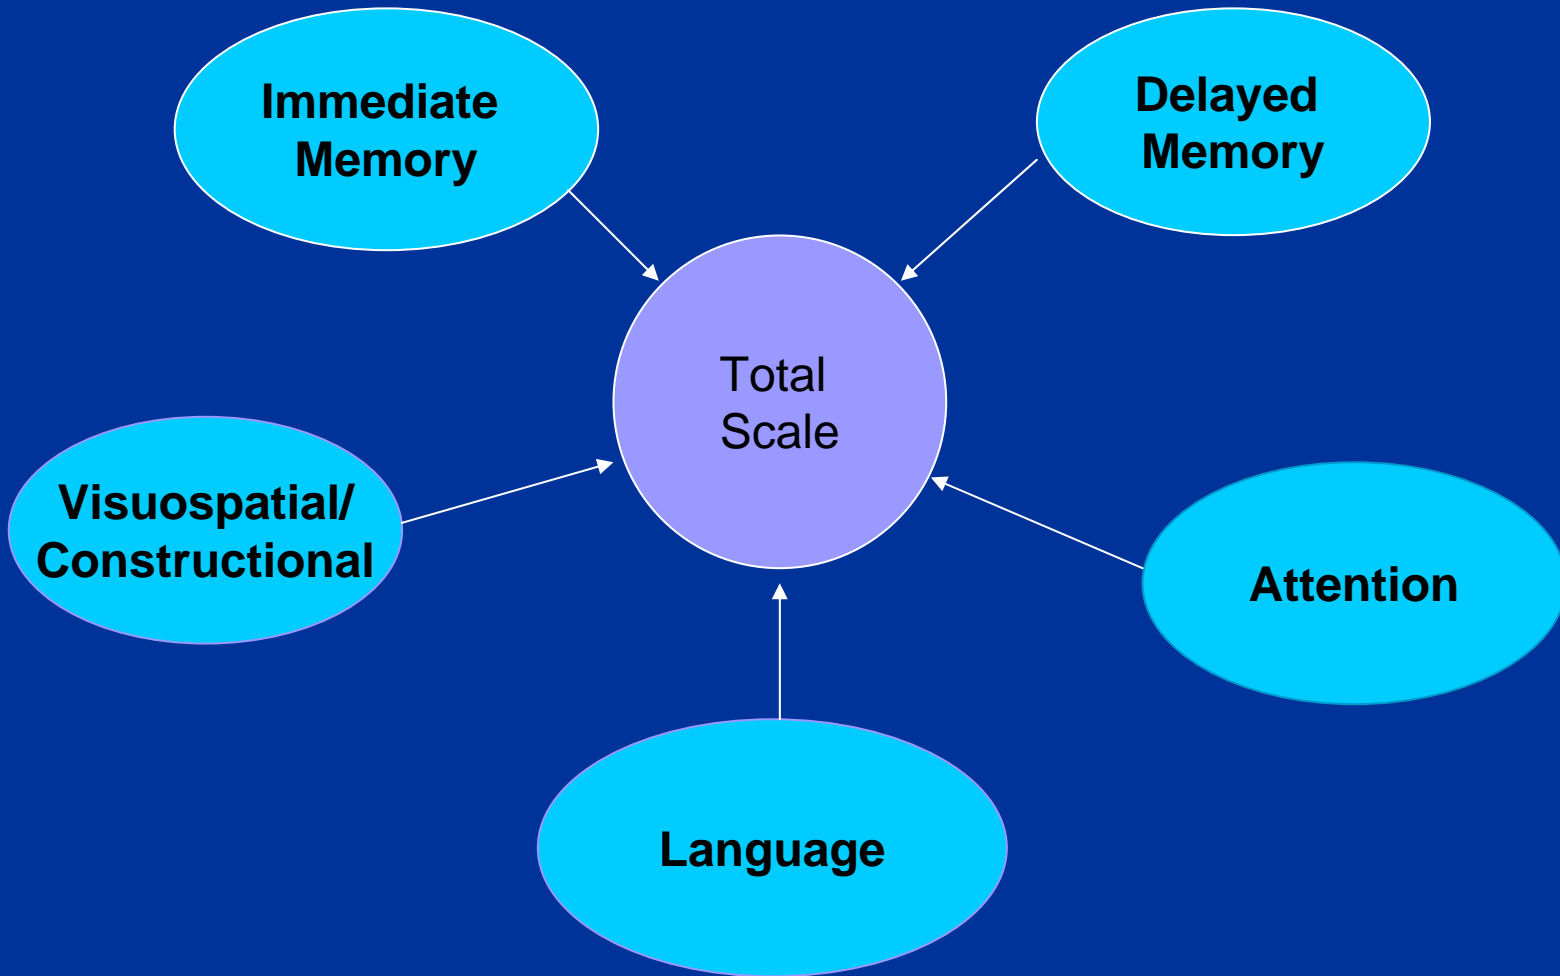 Immediate
Memory
Delayed
Memory
Total
Scale
Visuospatial/
Constructional
Attention
Language